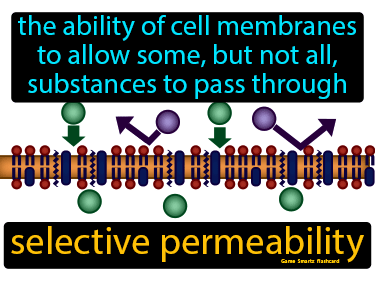 the ability of cell membranes
to allow some, but not all,
substances to pass through
selective permeability
Game Smartz Flashcard